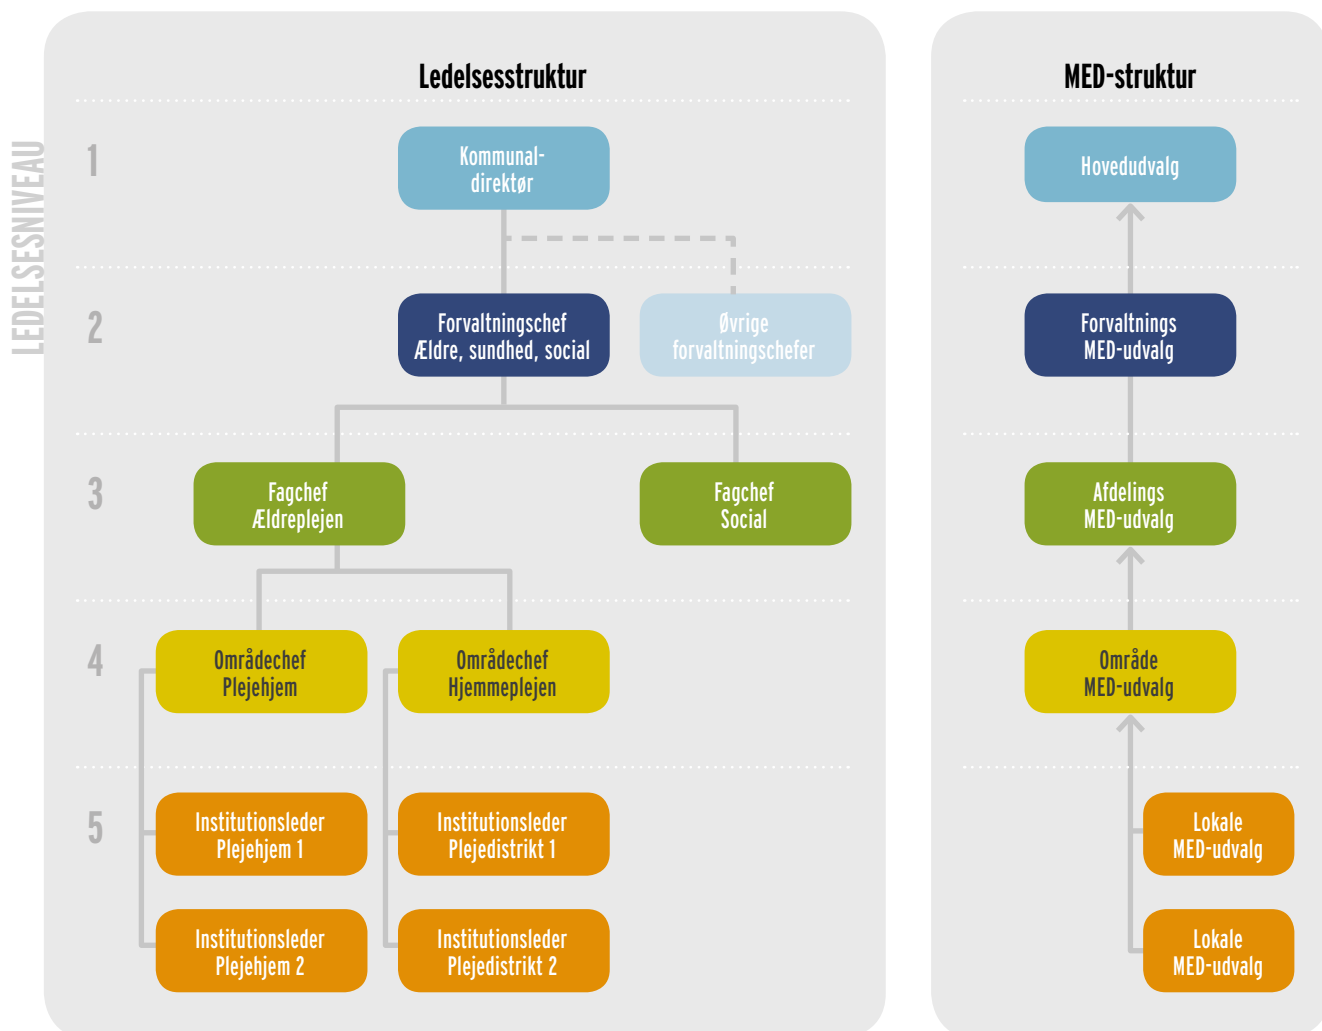 Ledelsesstruktur
MED-struktur
LEDELSESNIVEAU
1
Kommunal-
direktør
Hovedudvalg
2
Forvaltningschef
Ældre, sundhed, social
Øvrige
forvaltningschefer
Forvaltnings
MED-udvalg
3
Fagchef
Ældreplejen
Fagchef
Social
Afdelings
MED-udvalg
4
Områdechef
Plejehjem
Områdechef
Hjemmeplejen
Område
MED-udvalg
5
Institutionsleder
Plejehjem 1
Institutionsleder
Plejedistrikt 1
Lokale
MED-udvalg
Institutionsleder
Plejehjem 2
Institutionsleder
Plejedistrikt 2
Lokale
MED-udvalg